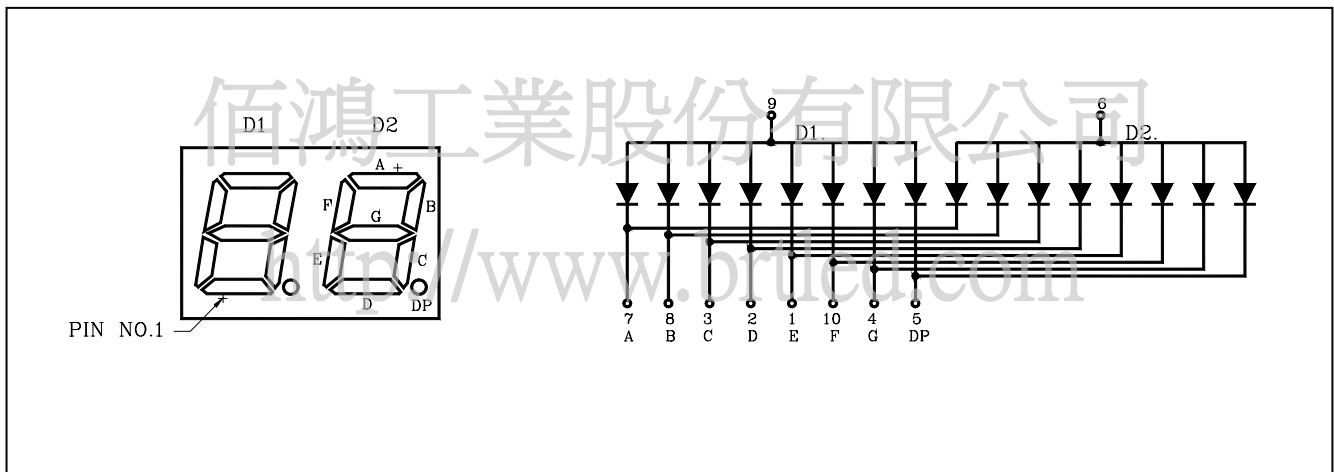 佰鴻工業股份有限公司
D1 D2
A
F B
G
E C
D DP
PIN NO.1
http://www.brtled.com
9 6
D1. D2.
7 8 3 2 1 10 4 5
A B C D E F G DP